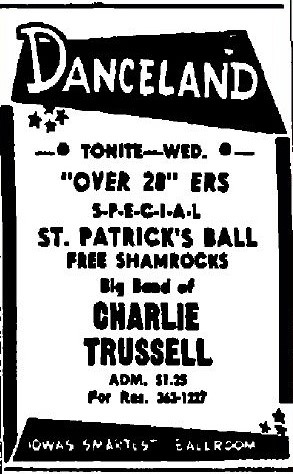 DANCELAND
TONITE—WED.
"OVER 28" ERS
S-P-E-C-I-A-L
ST. PATRICK'S BALL
FREE SHAMROCKS
Big Band of
CHARLIE
TRUSSELL
ADM. $1.25
For Res. 363-1227
IOWAS SMARTEST BALLROOM